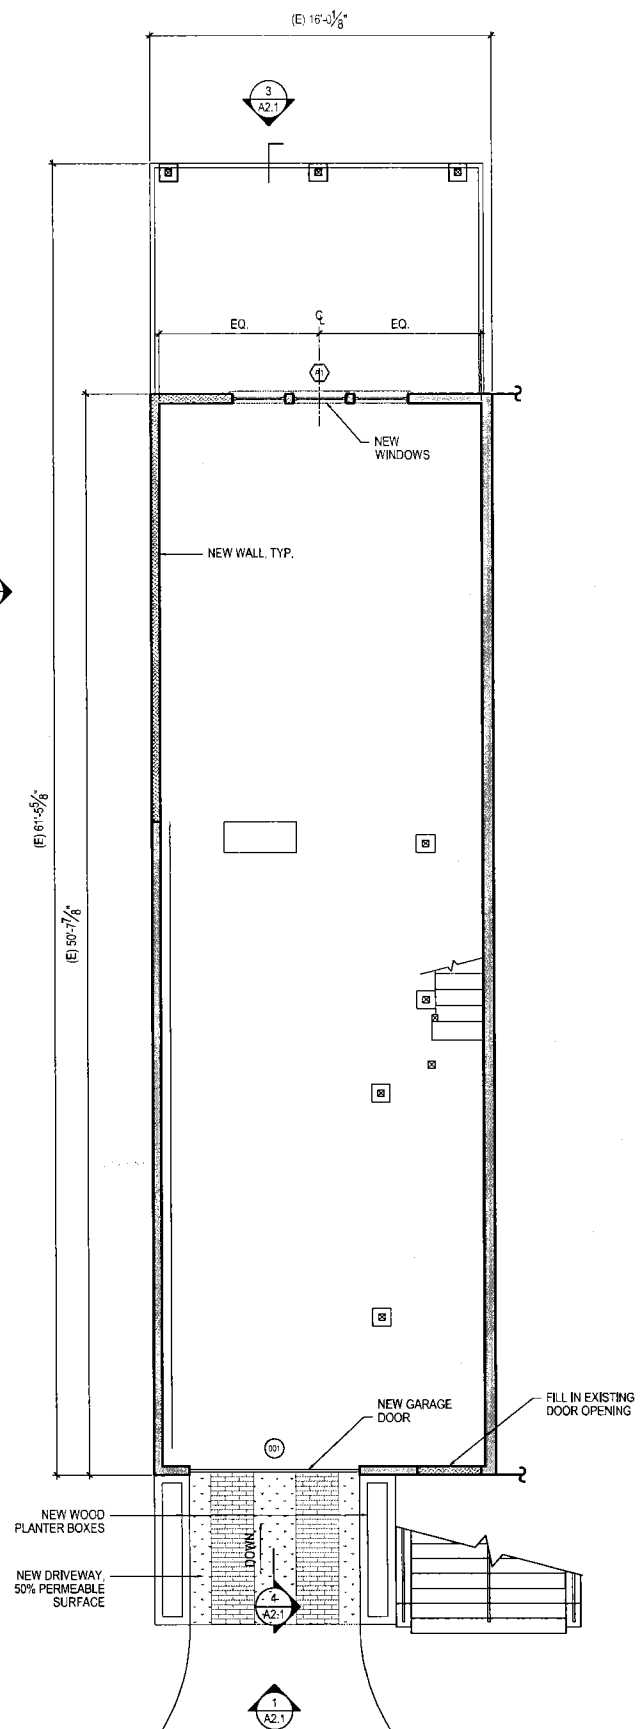 (E) 16'-0 1/8"
3
A2.1
EQ.
CL
EQ.
NEW
WINDOWS
NEW WALL, TYP.
(E) 61'-5 5/8"
(E) 50'-7 7/8"
NEW GARAGE
DOOR
FILL IN EXISTING
DOOR OPENING
001
NEW WOOD
PLANTER BOXES
DOWN
NEW DRIVEWAY,
50% PERMEABLE
SURFACE
4
A2.1
1
A2.1